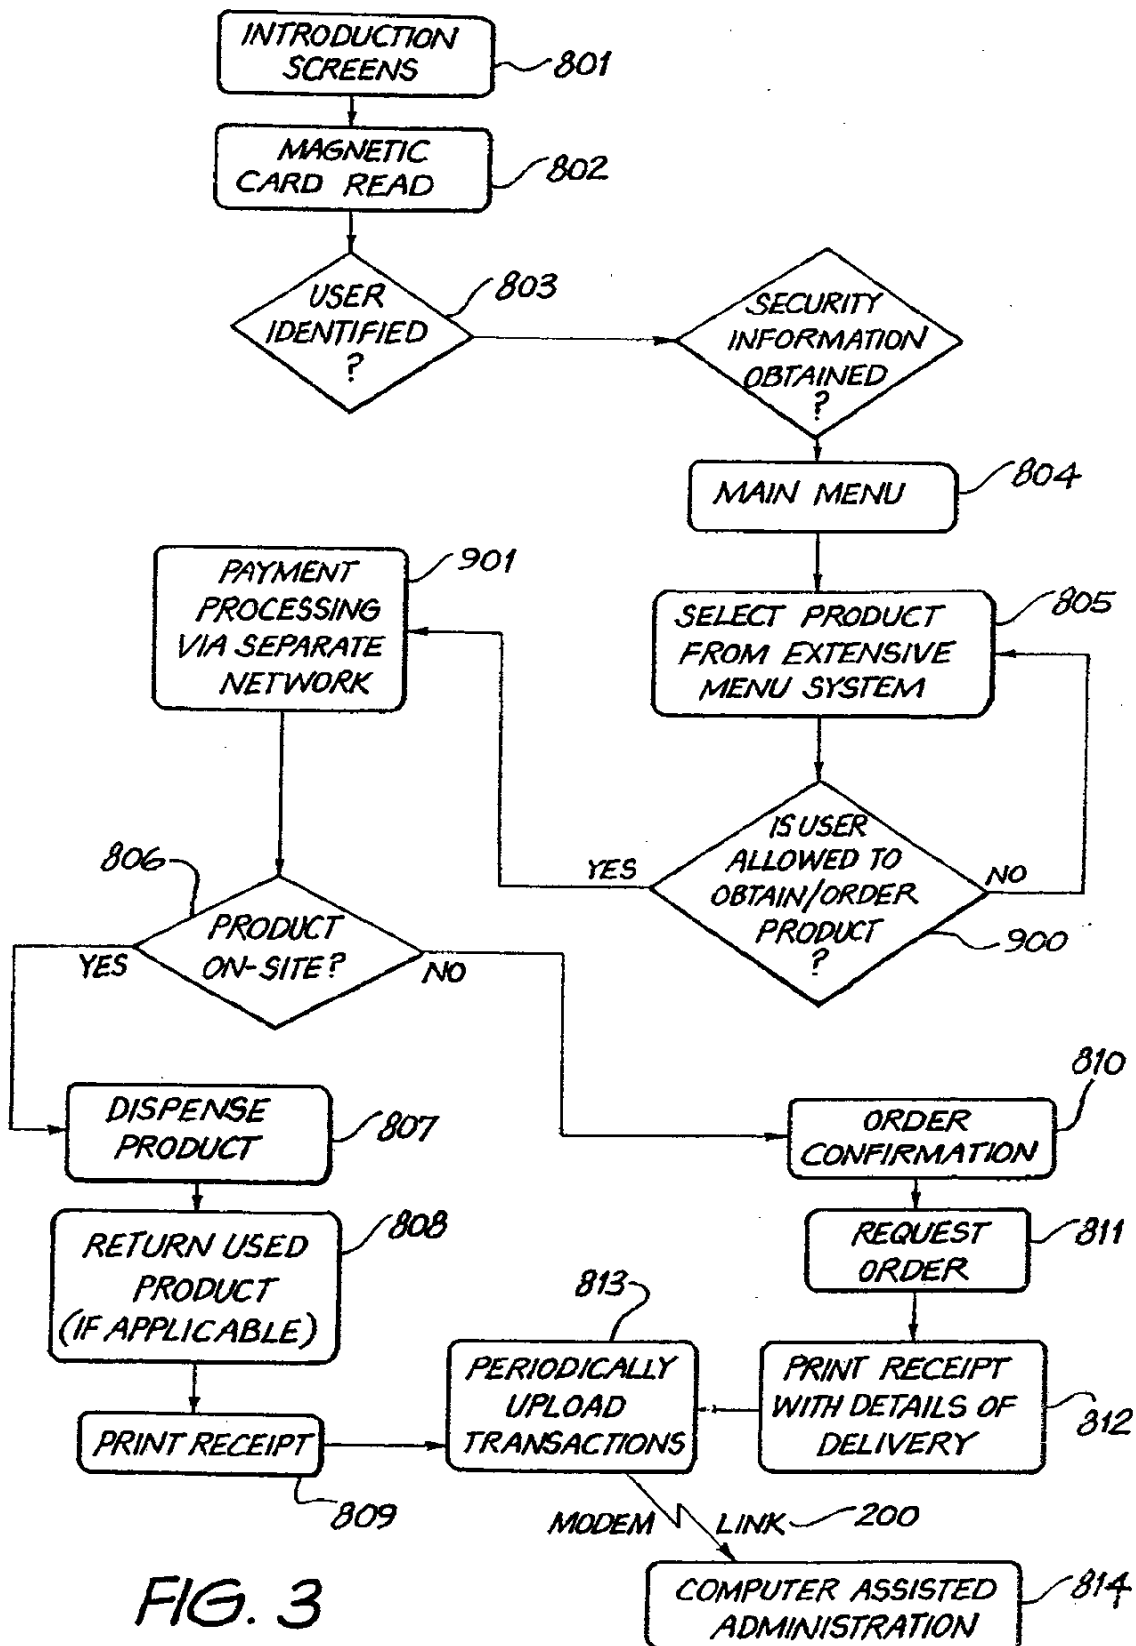 INTRODUCTION
SCREENS
801
MAGNETIC
CARD READ
802
USER
IDENTIFIED
?
803
SECURITY
INFORMATION
OBTAINED
?
MAIN MENU
804
SELECT PRODUCT
FROM EXTENSIVE
MENU SYSTEM
805
IS USER
ALLOWED TO
OBTAIN/ORDER
PRODUCT
?
YES
NO
900
PAYMENT
PROCESSING
VIA SEPARATE
NETWORK
901
806
PRODUCT
ON-SITE?
YES
NO
DISPENSE
PRODUCT
807
RETURN USED
PRODUCT
(IF APPLICABLE)
808
PRINT RECEIPT
809
ORDER
CONFIRMATION
810
REQUEST
ORDER
811
PRINT RECEIPT
WITH DETAILS OF
DELIVERY
812
813
PERIODICALLY
UPLOAD
TRANSACTIONS
MODEM LINK 200
COMPUTER ASSISTED
ADMINISTRATION
814
FIG. 3